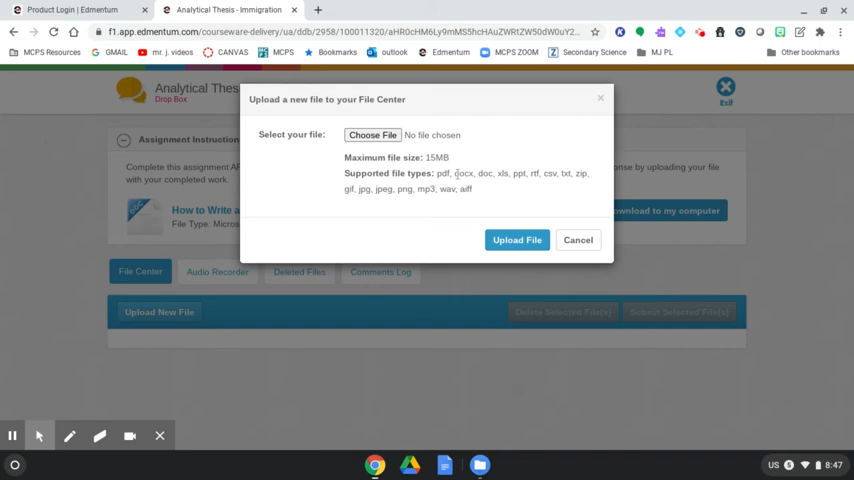 Product Login | Edmentum
Analytical Thesis - Immigration
f1.app.edmentum.com/courseware-delivery/ua/ddb/2958/100011320/
MCPS Resources GMAIL mr. j. videos CANVAS MCPS Bookmarks outlook Edmentum MCPS ZOOM Secondary Science MJ PL Other bookmarks
Analytical Thes
Drop Box
Exit
Upload a new file to your File Center
×
Assignment Instruction
Select your file: Choose File No file chosen
Maximum file size: 15MB
Supported file types: pdf, docx, doc, xls, ppt, rtf, csv, txt, zip,
gif, jpg, jpeg, png, mp3, wav, aiff
Complete this assignment
onse by uploading your file
with your completed work.
DOC
How to Write a
File Type: Micros
ownload to my computer
Upload File Cancel
File Center Audio Recorder Deleted Files Comments Log
Upload New File Delete Selected File(s) Submit Selected File(s)
US 8:47